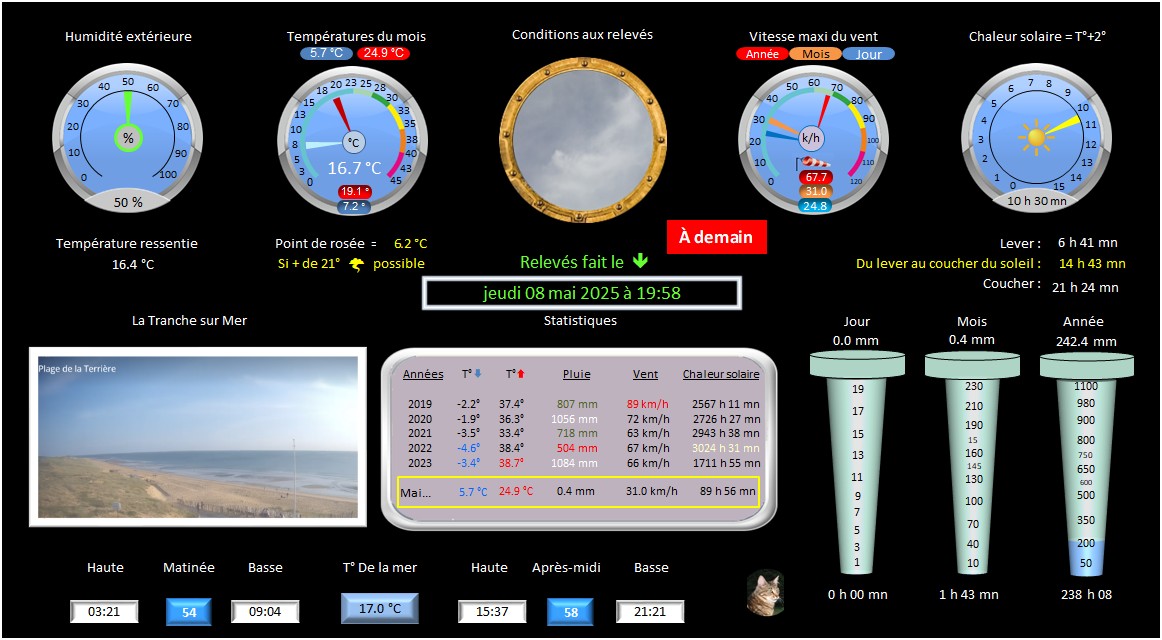 Humidité extérieure
Températures du mois
Conditions aux relevés
Vitesse maxi du vent
Chaleur solaire = T°+2°
5.7 °C 24.9 °C
Année Mois Jour
0 10 20 30 40 50 60 70 80 90 100
%
50 %
0 3 5 8 10 13 15 18 20 23 25 28 30 33 35 38 40 43 45
°C
16.7 °C
19.1 °
7.2 °
0 10 20 30 40 50 60 70 80 90 100 110 120
k/h
67.7
31.0
24.8
0 1 2 3 4 5 6 7 8 9 10 11 12 13 14 15
10 h 30 mn
À demain
Température ressentie
16.4 °C
Point de rosée = 6.2 °C
Si + de 21° possible
Relevés fait le
jeudi 08 mai 2025 à 19:58
Lever : 6 h 41 mn
Du lever au coucher du soleil : 14 h 43 mn
Coucher : 21 h 24 mn
La Tranche sur Mer
Plage de la Terrière
Statistiques
Années T° T° Pluie Vent Chaleur solaire
2019 -2.2° 37.4° 807 mm 89 km/h 2567 h 11 mn
2020 -1.9° 36.3° 1056 mm 72 km/h 2726 h 27 mn
2021 -3.5° 33.4° 718 mm 63 km/h 2943 h 38 mn
2022 -4.6° 38.4° 504 mm 67 km/h 3024 h 31 mn
2023 -3.4° 38.7° 1084 mm 66 km/h 1711 h 55 mn
Mai... 5.7 °C 24.9 °C 0.4 mm 31.0 km/h 89 h 56 mn
Jour
0.0 mm
19
17
15
13
11
9
7
5
3
1
0 h 00 mn
Mois
0.4 mm
230
210
190
15
160
145
130
100
70
40
10
1 h 43 mn
Année
242.4 mm
1100
980
900
800
750
650
600
500
350
200
50
238 h 08
Haute Matinée Basse T° De la mer Haute Après-midi Basse
03:21 54 09:04 17.0 °C 15:37 58 21:21